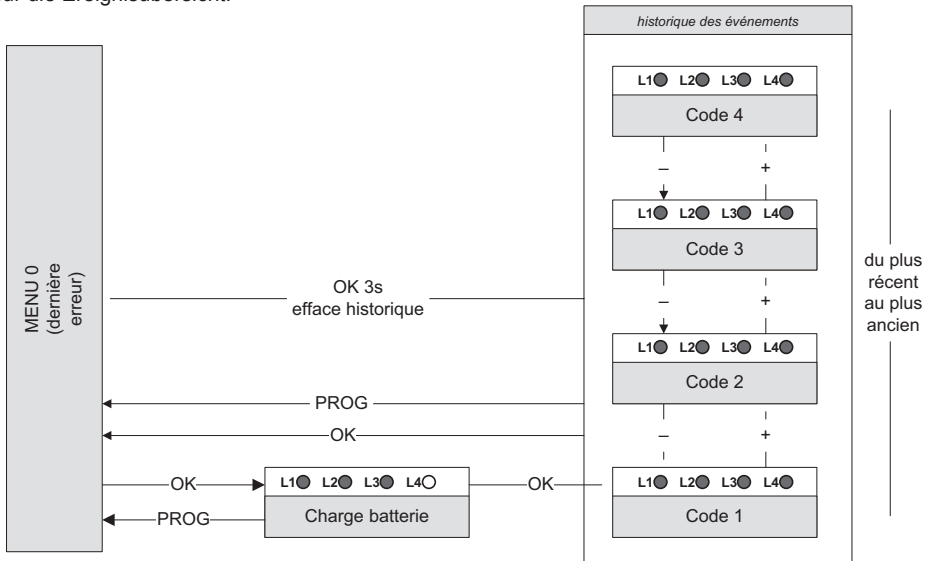 historique des événements
L1 L2 L3 L4
Code 4
– +
L1 L2 L3 L4
Code 3
– +
L1 L2 L3 L4
Code 2
– +
L1 L2 L3 L4
Code 1
du plus
récent
au plus
ancien
MENU 0
(dernière
erreur)
OK 3s
efface historique
PROG
OK
OK
L1 L2 L3 L4
Charge batterie
OK
PROG